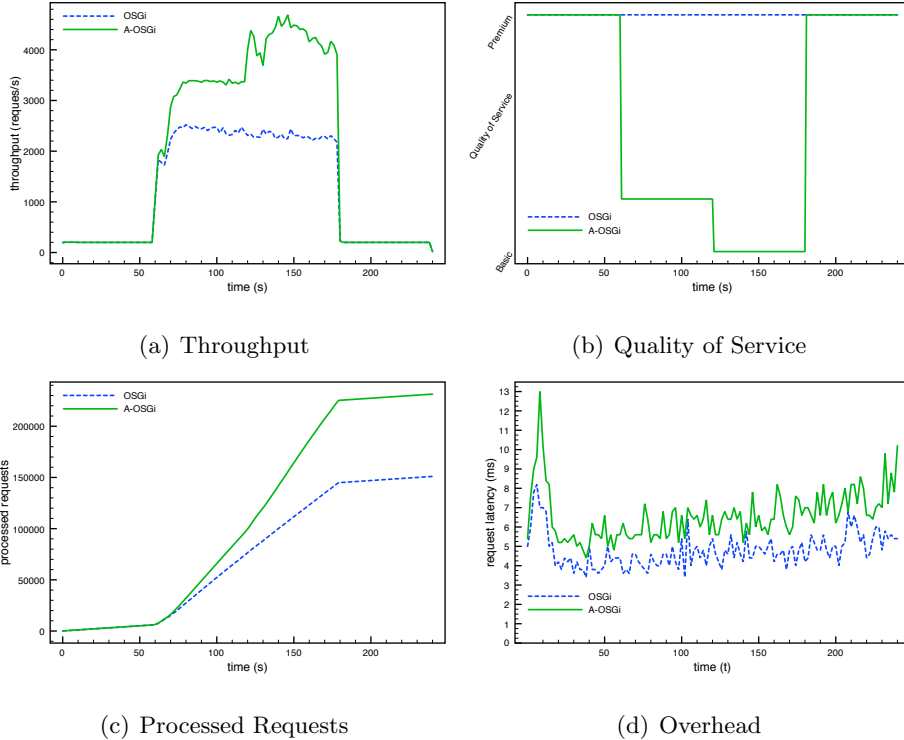 OSGi
A-OSGi
throughput (reques/s)
4000
3000
2000
1000
0
0 50 100 150 200
time (s)
(a) Throughput
Premium
Quality of Service
Basic
OSGi
A-OSGi
0 50 100 150 200
time (s)
(b) Quality of Service
OSGi
A-OSGi
processed requests
200000
150000
100000
50000
0
0 50 100 150 200
time (s)
(c) Processed Requests
request latency (ms)
13
12
11
10
9
8
7
6
5
4
3
2
1
0
OSGi
A-OSGi
50 100 150 200
time (t)
(d) Overhead